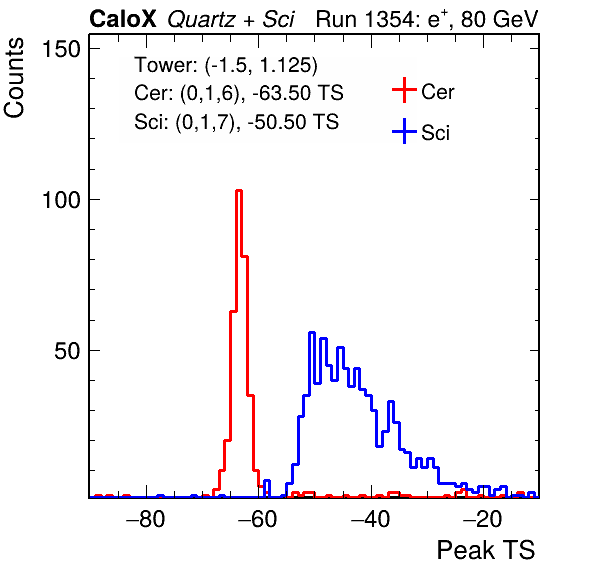 CaloX Quartz + Sci Run 1354: e⁺, 80 GeV
Counts
150
100
50
Tower: (-1.5, 1.125)
Cer: (0,1,6), -63.50 TS
Sci: (0,1,7), -50.50 TS
Cer
Sci
−80 −60 −40 −20
Peak TS